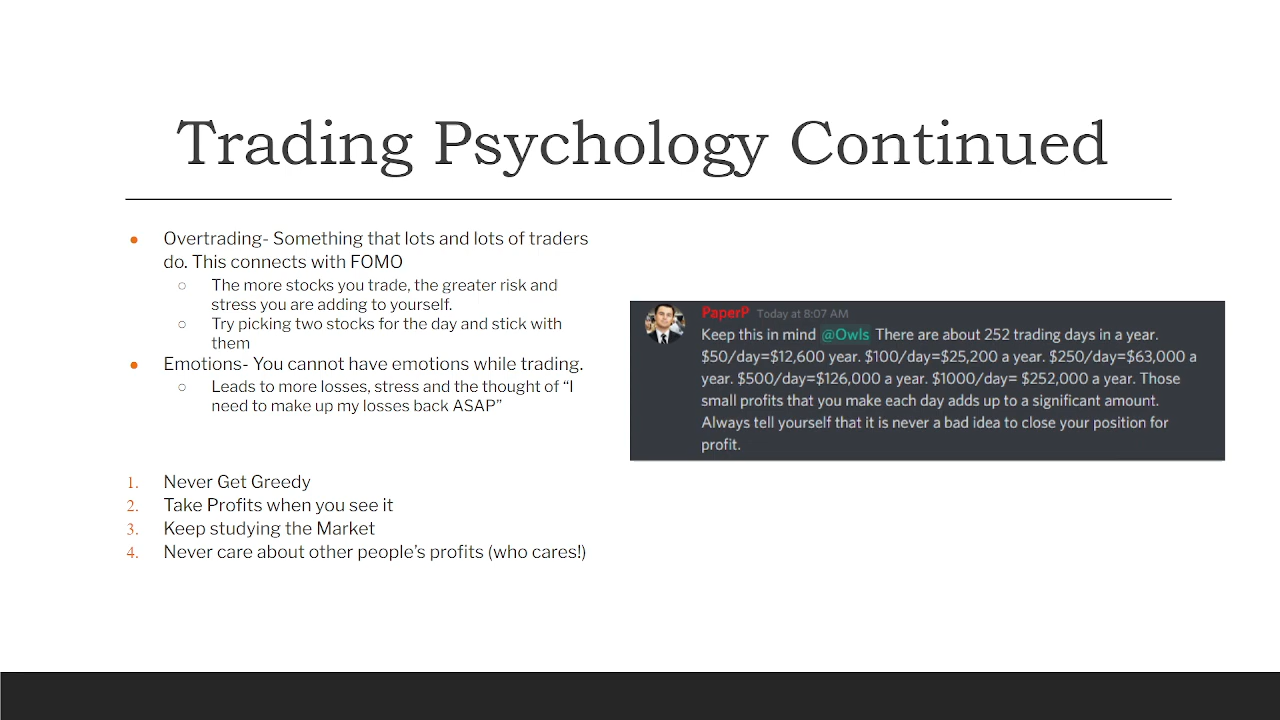 Trading Psychology Continued
● Overtrading- Something that lots and lots of traders
do. This connects with FOMO
○ The more stocks you trade, the greater risk and
stress you are adding to yourself.
○ Try picking two stocks for the day and stick with
them
● Emotions- You cannot have emotions while trading.
○ Leads to more losses, stress and the thought of “I
need to make up my losses back ASAP”
1. Never Get Greedy
2. Take Profits when you see it
3. Keep studying the Market
4. Never care about other people’s profits (who cares!)
PaperP Today at 8:07 AM
Keep this in mind @Owls There are about 252 trading days in a year.
$50/day=$12,600 year. $100/day=$25,200 a year. $250/day=$63,000 a
year. $500/day=$126,000 a year. $1000/day= $252,000 a year. Those
small profits that you make each day adds up to a significant amount.
Always tell yourself that it is never a bad idea to close your position for
profit.